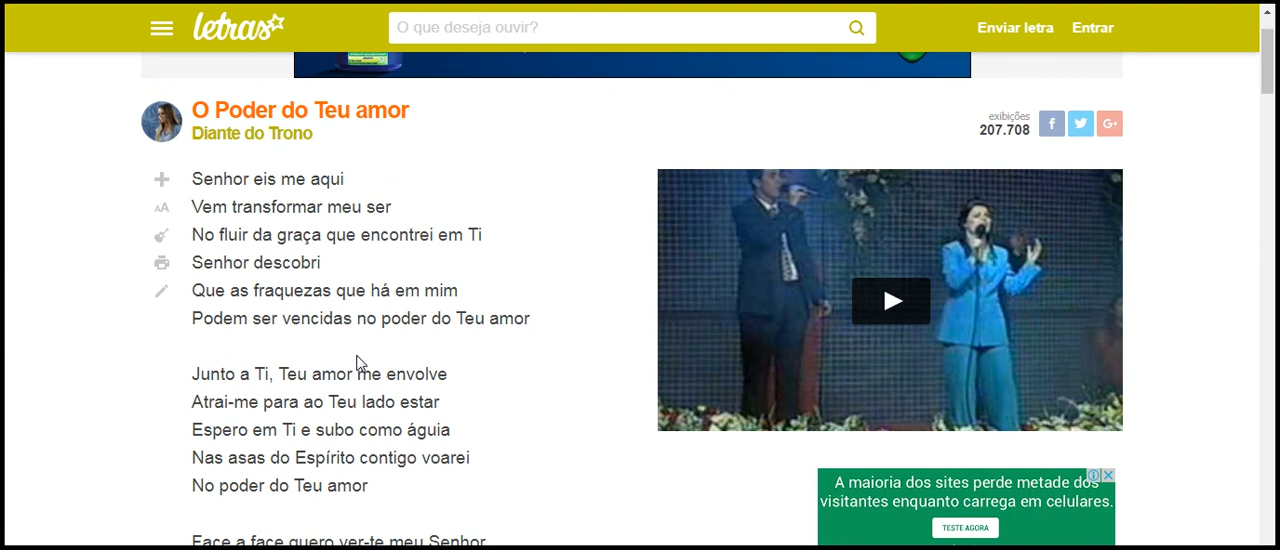 letras
O que deseja ouvir?
Enviar letra
Entrar
O Poder do Teu amor
Diante do Trono
exibições
207.708
f
G+
Senhor eis me aqui
AA
Vem transformar meu ser
No fluir da graça que encontrei em Ti
Senhor descobri
Que as fraquezas que há em mim
Podem ser vencidas no poder do Teu amor
Junto a Ti, Teu amor me envolve
Atrai-me para ao Teu lado estar
Espero em Ti e subo como águia
Nas asas do Espírito contigo voarei
No poder do Teu amor
Face a face quero ver-te meu Senhor
A maioria dos sites perde metade dos
visitantes enquanto carrega em celulares.
TESTE AGORA